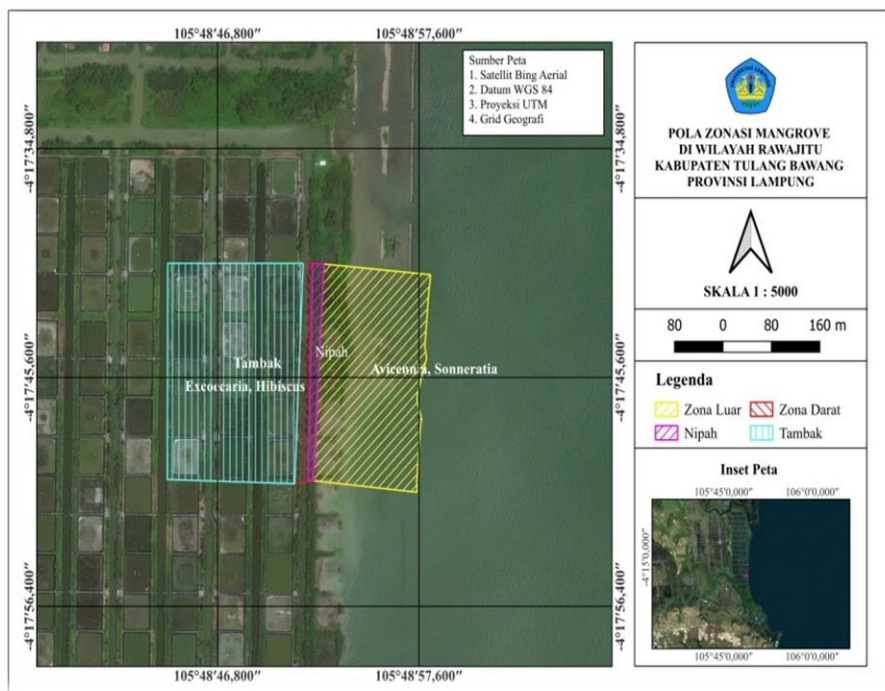 105°48′46,800″ 105°48′57,600″
Sumber Peta
1. Satellit Bing Aerial
2. Datum WGS 84
3. Proyeksi UTM
4. Grid Geografi
-4°17′34,800″ -4°17′34,800″
Nipah
Tambak
Avicennia, Sonneratia
Excoecaria, Hibiscus
-4°17′45,600″ -4°17′45,600″
-4°17′56,400″ -4°17′56,400″
105°48′46,800″ 105°48′57,600″
UNIVERSITAS LAMPUNG
POLA ZONASI MANGROVE
DI WILAYAH RAWAJITU
KABUPATEN TULANG BAWANG
PROVINSI LAMPUNG
SKALA 1 : 5000
80 0 80 160 m
Legenda
Zona Luar Zona Darat
Nipah Tambak
Inset Peta
105°45′0,000″ 106°0′0,000″
-4°15′0,000″
105°45′0,000″ 106°0′0,000″